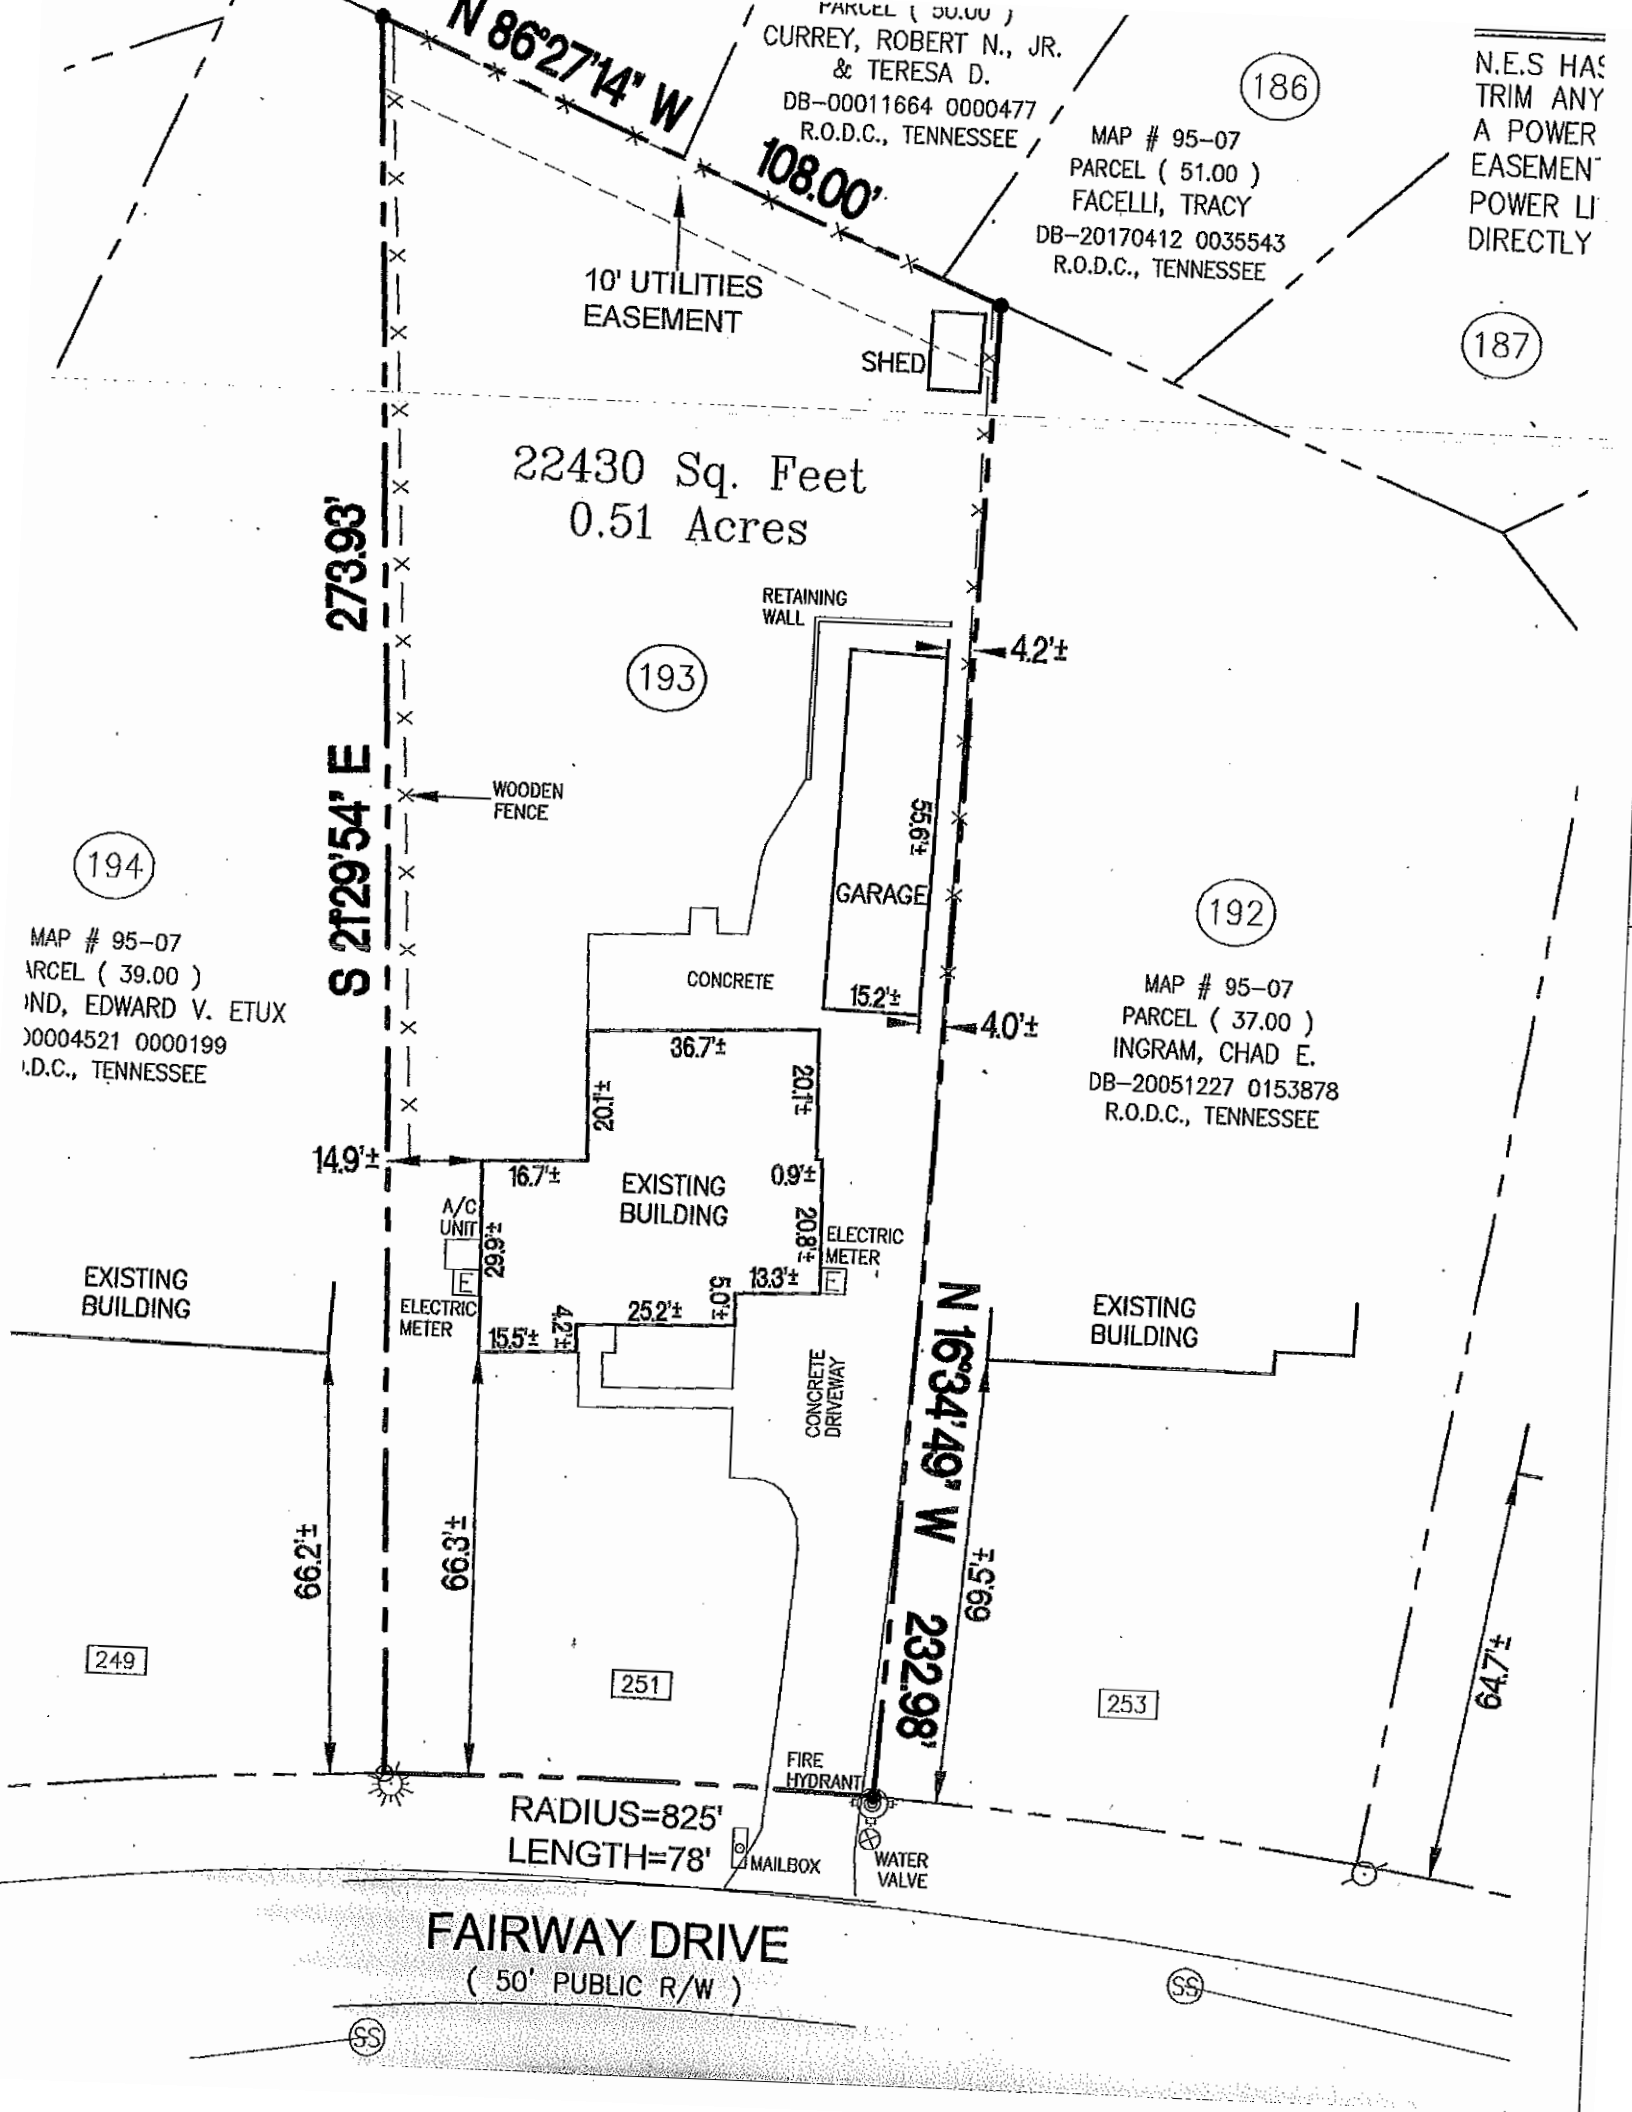 N 86°27'14" W
108.00'
PARCEL ( 50.00 )
CURREY, ROBERT N., JR.
& TERESA D.
DB-00011664 0000477
R.O.D.C., TENNESSEE
186
MAP # 95-07
PARCEL ( 51.00 )
FACELLI, TRACY
DB-20170412 0035543
R.O.D.C., TENNESSEE
N.E.S HAS
TRIM ANY
A POWER
EASEMENT
POWER LI
DIRECTLY
187
10' UTILITIES
EASEMENT
SHED
22430 Sq. Feet
0.51 Acres
273.93'
S 21°29'54" E
RETAINING
WALL
193
4.2'±
WOODEN
FENCE
55.6'±
GARAGE
194
MAP # 95-07
ARCEL ( 39.00 )
OND, EDWARD V. ETUX
00004521 0000199
.D.C., TENNESSEE
192
MAP # 95-07
PARCEL ( 37.00 )
INGRAM, CHAD E.
DB-20051227 0153878
R.O.D.C., TENNESSEE
CONCRETE
15.2'±
4.0'±
36.7'±
20.1'±
20.1'±
14.9'±
16.7'±
0.9'±
EXISTING
BUILDING
A/C
UNIT
29.9'±
20.8'±
ELECTRIC
METER
E
E
13.3'±
5.0'±
25.2'±
4.2'±
15.5'±
ELECTRIC
METER
EXISTING
BUILDING
EXISTING
BUILDING
CONCRETE
DRIVEWAY
N 16°34'49" W
232.98'
66.2'±
66.3'±
69.5'±
64.7'±
249
251
253
FIRE
HYDRANT
RADIUS=825'
LENGTH=78'
MAILBOX
WATER
VALVE
FAIRWAY DRIVE
( 50' PUBLIC R/W )
SS
SS